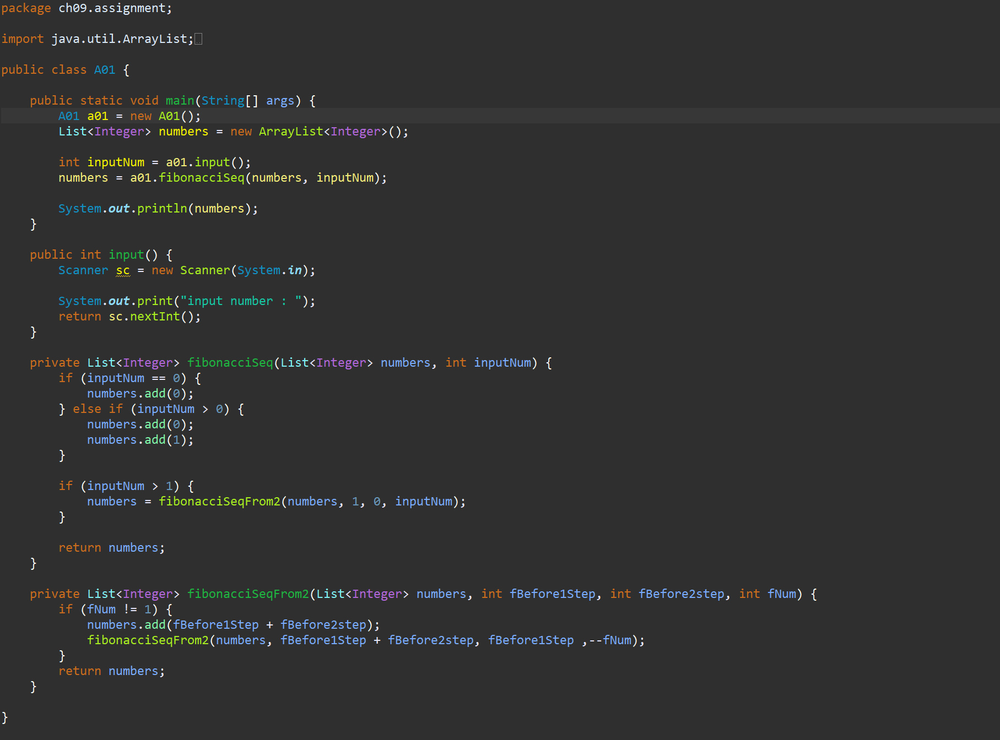 package ch09.assignment;
import java.util.ArrayList;
public class A01 {
public static void main(String[] args) {
A01 a01 = new A01();
List<Integer> numbers = new ArrayList<Integer>();
int inputNum = a01.input();
numbers = a01.fibonacciSeq(numbers, inputNum);
System.out.println(numbers);
}
public int input() {
Scanner sc = new Scanner(System.in);
System.out.print("input number : ");
return sc.nextInt();
}
private List<Integer> fibonacciSeq(List<Integer> numbers, int inputNum) {
if (inputNum == 0) {
numbers.add(0);
} else if (inputNum > 0) {
numbers.add(0);
numbers.add(1);
}
if (inputNum > 1) {
numbers = fibonacciSeqFrom2(numbers, 1, 0, inputNum);
}
return numbers;
}
private List<Integer> fibonacciSeqFrom2(List<Integer> numbers, int fBefore1Step, int fBefore2step, int fNum) {
if (fNum != 1) {
numbers.add(fBefore1Step + fBefore2step);
fibonacciSeqFrom2(numbers, fBefore1Step + fBefore2step, fBefore1Step ,--fNum);
}
return numbers;
}
}